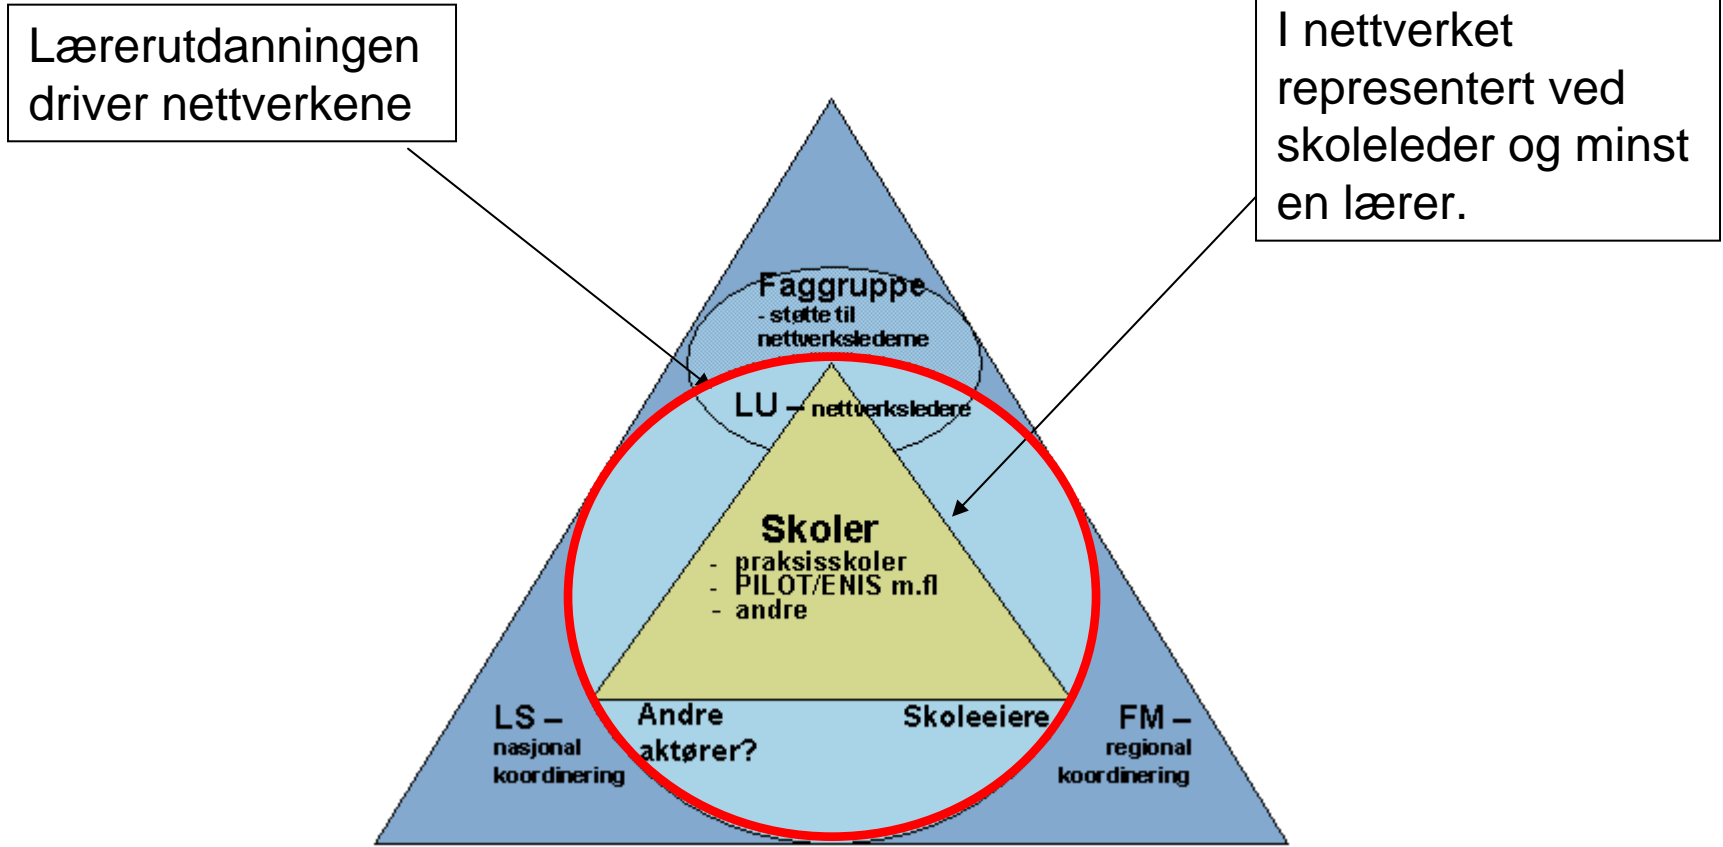 Lærerutdanningen
driver nettverkene
I nettverket
representert ved
skoleleder og minst
en lærer.
Faggruppe
- støtte til
nettverkslederne
LU – nettverksledere
Skoler
- praksisskoler
- PILOT/ENIS m.fl
- andre
LS –
nasjonal
koordinering
Andre
aktører?
Skoleeiere
FM –
regional
koordinering